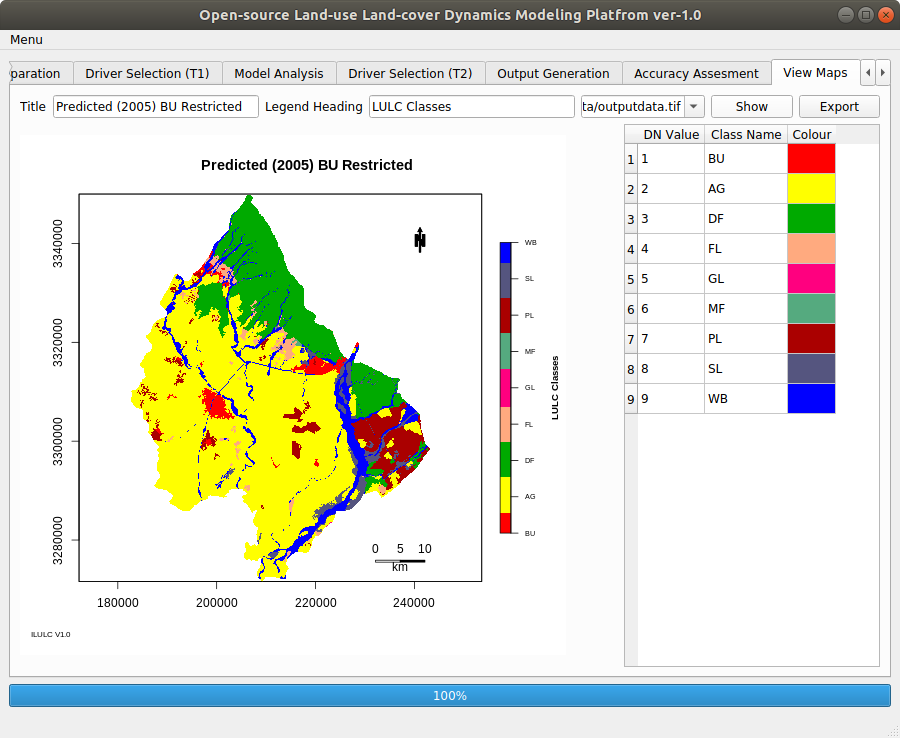 Open-source Land-use Land-cover Dynamics Modeling Platfrom ver-1.0
Menu
paration Driver Selection (T1) Model Analysis Driver Selection (T2) Output Generation Accuracy Assesment View Maps
Title Predicted (2005) BU Restricted Legend Heading LULC Classes ta/outputdata.tif Show Export
DN Value Class Name Colour
1 1 BU
2 2 AG
3 3 DF
4 4 FL
5 5 GL
6 6 MF
7 7 PL
8 8 SL
9 9 WB
Predicted (2005) BU Restricted
N
3340000
3320000
3300000
3280000
180000 200000 220000 240000
0 5 10
km
WB
SL
PL
MF
GL
FL
DF
AG
BU
LULC Classes
ILULC V1.0
100%